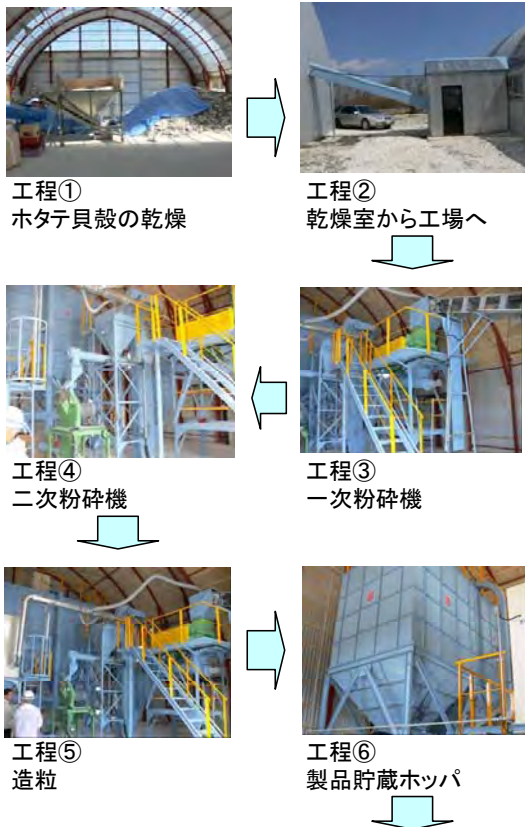 工程①
ホタテ貝殻の乾燥
工程②
乾燥室から工場へ
工程③
一次粉砕機
工程④
二次粉砕機
工程⑤
造粒
工程⑥
製品貯蔵ホッパ